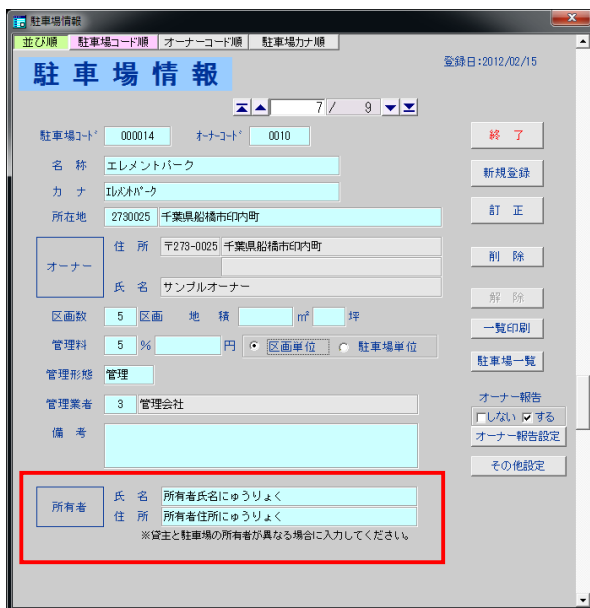 駐車場情報
並び順 駐車場コード順 オーナーコード順 駐車場カナ順
登録日:2012/02/15
駐車場情報
7 / 9
駐車場ｺｰﾄﾞ 000014 ｵｰﾅｰｺｰﾄﾞ 0010
終 了
名 称 エレメントパーク
新規登録
カ ナ ｴﾚﾒﾝﾄﾊﾟｰｸ
所在地 2730025 千葉県船橋市印内町
訂 正
オーナー
住 所 〒273-0025 千葉県船橋市印内町
削 除
氏 名 サンプルオーナー
解 除
区画数 5 区画 地 積 ㎡ 坪
一覧印刷
管理料 5 % 円 区画単位 駐車場単位
駐車場一覧
管理形態 管理
管理業者 3 管理会社
オーナー報告
しない する
備 考
オーナー報告設定
その他設定
所有者
氏 名 所有者氏名にゅうりょく
住 所 所有者住所にゅうりょく
※貸主と駐車場の所有者が異なる場合に入力してください。